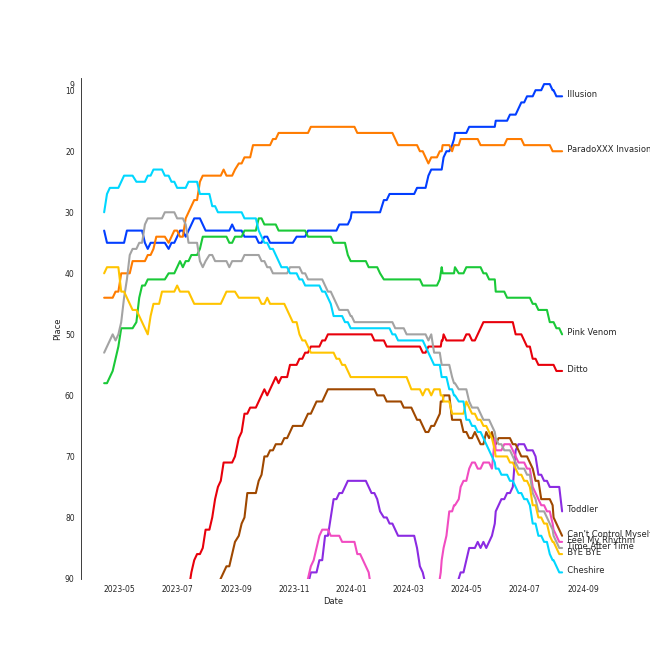 9
10
20
30
40
50
60
70
80
90
Place
2023-05
2023-07
2023-09
2023-11
2024-01
2024-03
2024-05
2024-07
2024-09
Date
Illusion
ParadoXXX Invasion
Pink Venom
Ditto
Toddler
Can't Control Myself
Feel My Rhythm
Time After Time
BYE BYE
Cheshire